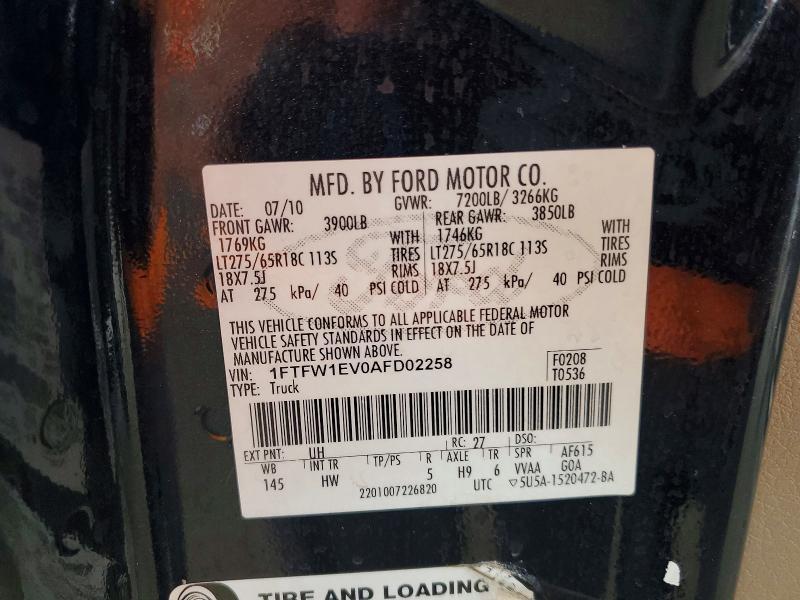 MFD. BY FORD MOTOR CO.
DATE: 07/10 GVWR: 7200LB/ 3266KG
FRONT GAWR: 3900LB REAR GAWR: 3850LB
1769KG WITH 1746KG WITH
LT275/65R18C 113S TIRES LT275/65R18C 113S TIRES
18X7.5J RIMS 18X7.5J RIMS
AT 275 kPa/ 40 PSI COLD AT 275 kPa/ 40 PSI COLD
THIS VEHICLE CONFORMS TO ALL APPLICABLE FEDERAL MOTOR
VEHICLE SAFETY STANDARDS IN EFFECT ON THE DATE OF
MANUFACTURE SHOWN ABOVE.
VIN: 1FTFW1EV0AFD02258 F0208
TYPE: Truck T0536
EXT PNT: UH RC: 27 DSO:
WB INT TR TP/PS R AXLE TR SPR AF615
145 HW 5 H9 6 VVAA GOA
2201007226820 UTC ▽5U5A-1520472-BA
TIRE AND LOADING